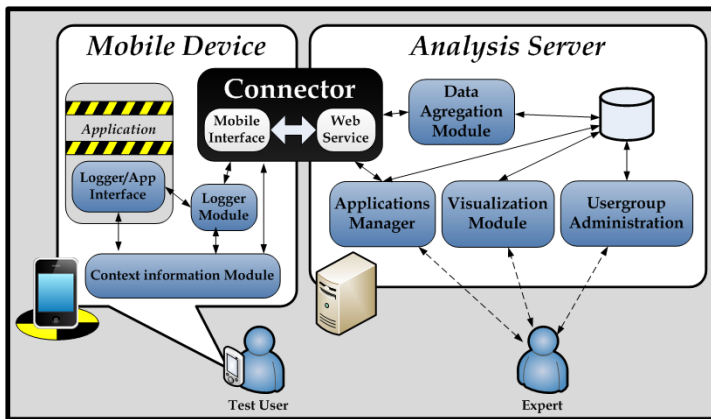 Mobile Device
Analysis Server
Connector
Mobile
Interface
Web
Service
Data
Agregation
Module
Application
Logger/App
Interface
Logger
Module
Applications
Manager
Visualization
Module
Usergroup
Administration
Context information Module
Test User
Expert